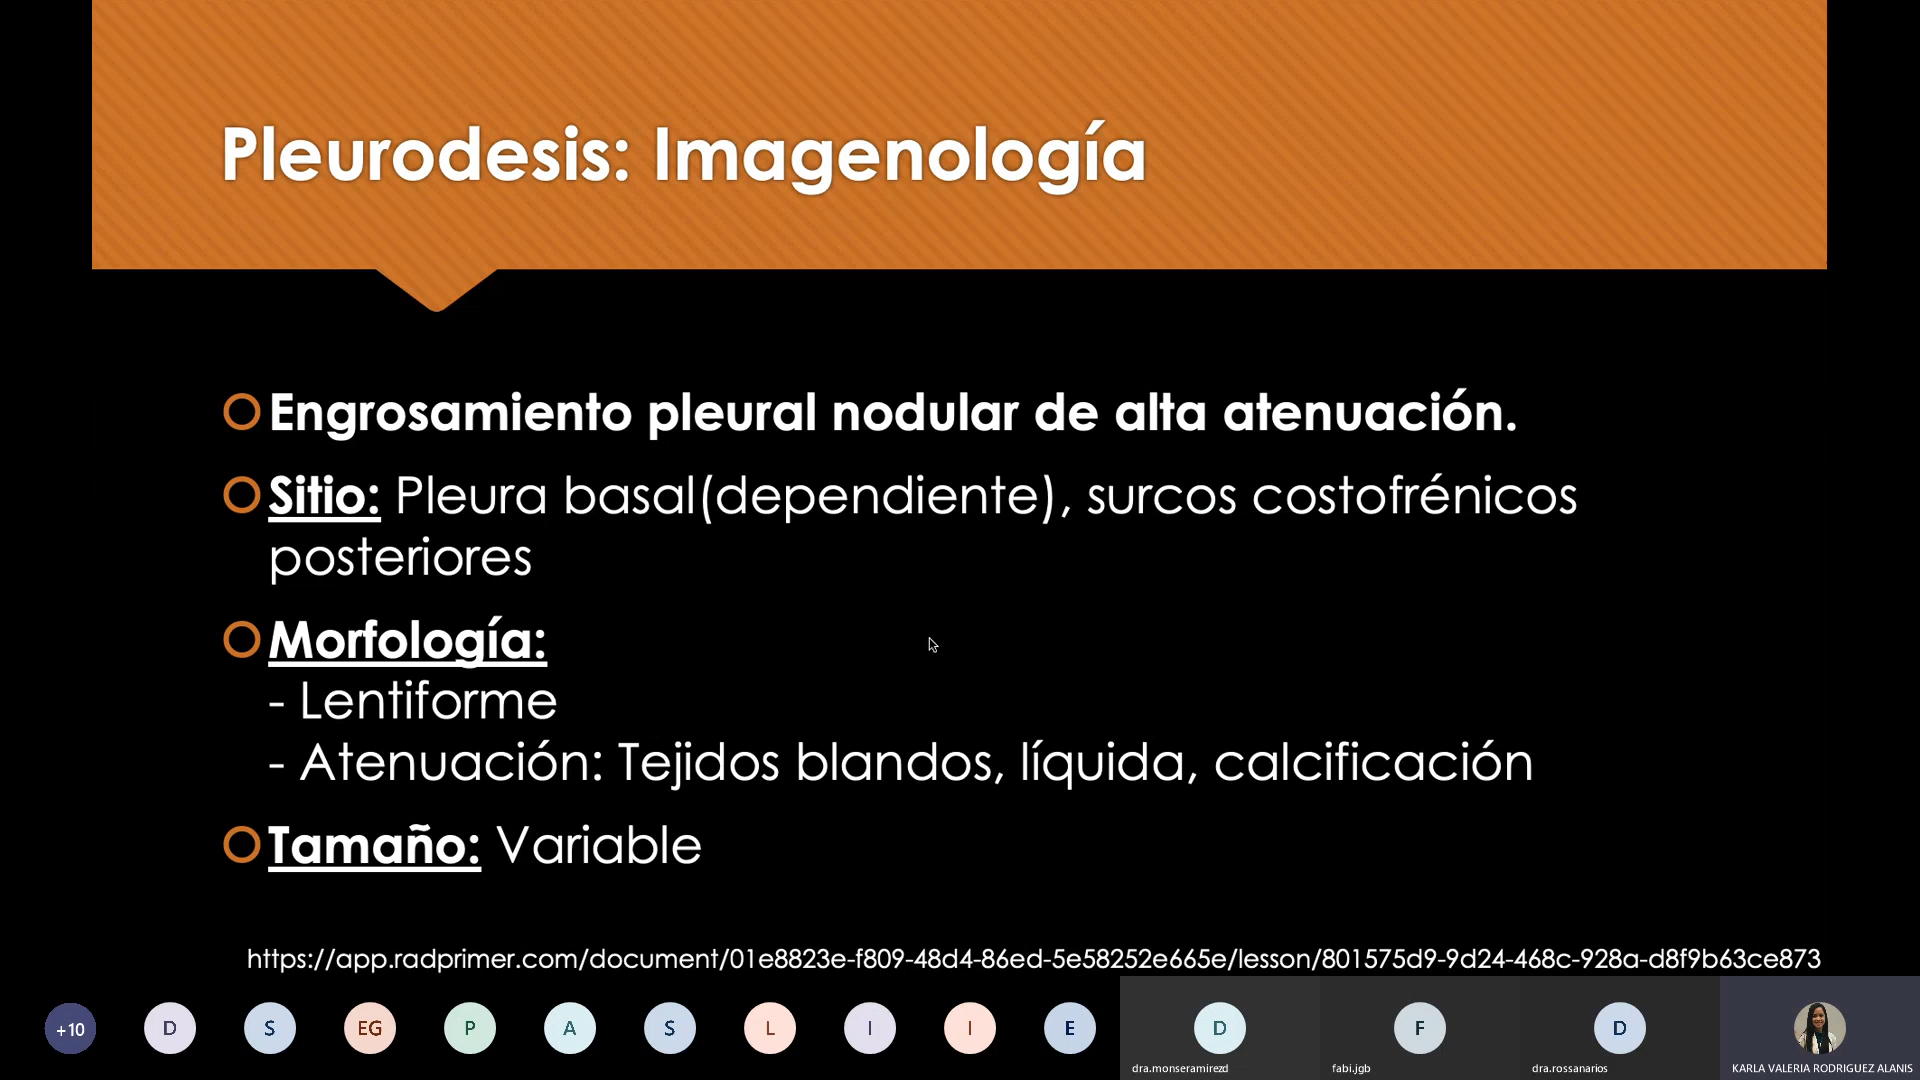 Pleurodesis: Imagenología
Engrosamiento pleural nodular de alta atenuación.
Sitio: Pleura basal(dependiente), surcos costofrénicos
posteriores
Morfología:
- Lentiforme
- Atenuación: Tejidos blandos, líquida, calcificación
Tamaño: Variable
https://app.radprimer.com/document/01e8823e-f809-48d4-86ed-5e58252e665e/lesson/801575d9-9d24-468c-928a-d8f9b63ce873
+10 D S EG P A S L I I E D F D
dra.monseramirezd fabi.jgb dra.rossanarios KARLA VALERIA RODRIGUEZ ALANIS